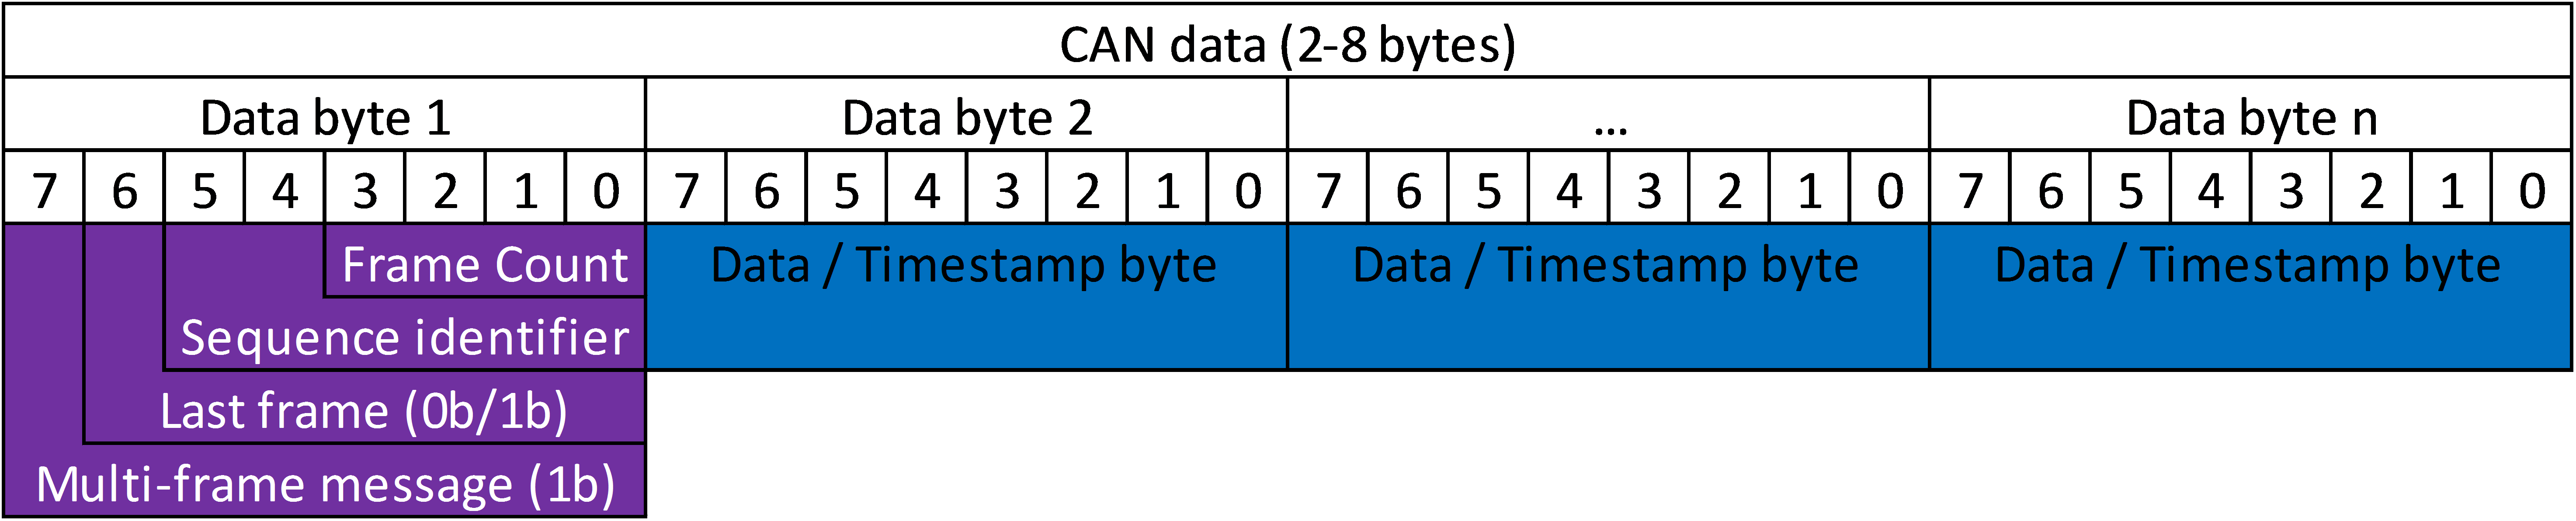 CAN data (2-8 bytes)
Data byte 1 Data byte 2 ... Data byte n
7 6 5 4 3 2 1 0 7 6 5 4 3 2 1 0 7 6 5 4 3 2 1 0 7 6 5 4 3 2 1 0
Frame Count Data / Timestamp byte Data / Timestamp byte Data / Timestamp byte
Sequence identifier
Last frame (0b/1b)
Multi-frame message (1b)